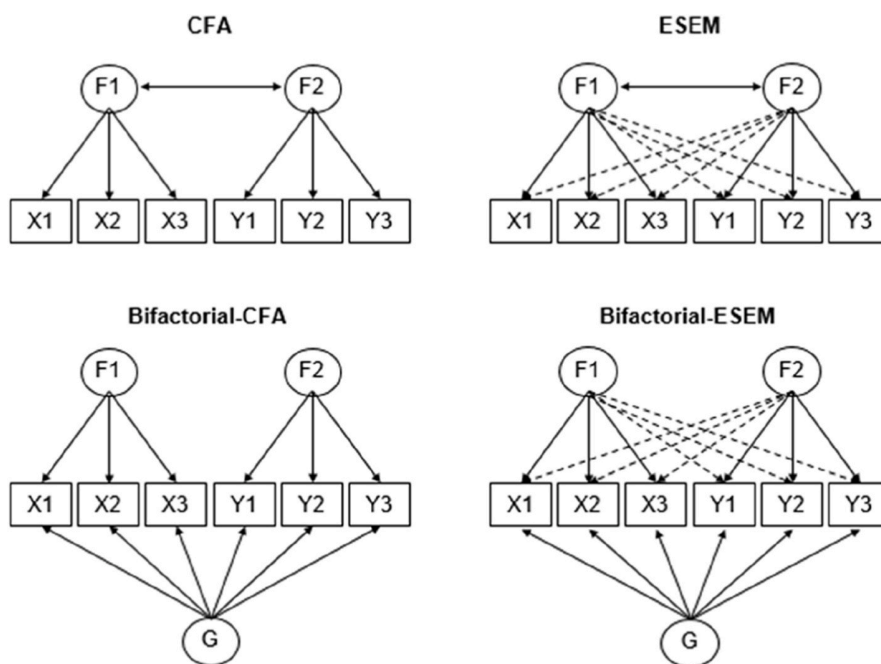 CFA
F1 F2
X1 X2 X3 Y1 Y2 Y3
ESEM
F1 F2
X1 X2 X3 Y1 Y2 Y3
Bifactorial-CFA
F1 F2
X1 X2 X3 Y1 Y2 Y3
G
Bifactorial-ESEM
F1 F2
X1 X2 X3 Y1 Y2 Y3
G